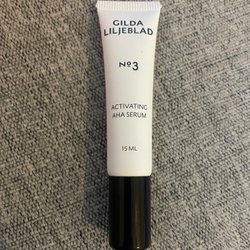 GILDA
LILJEBLAD
Nº3
ACTIVATING
AHA SERUM
15 ML